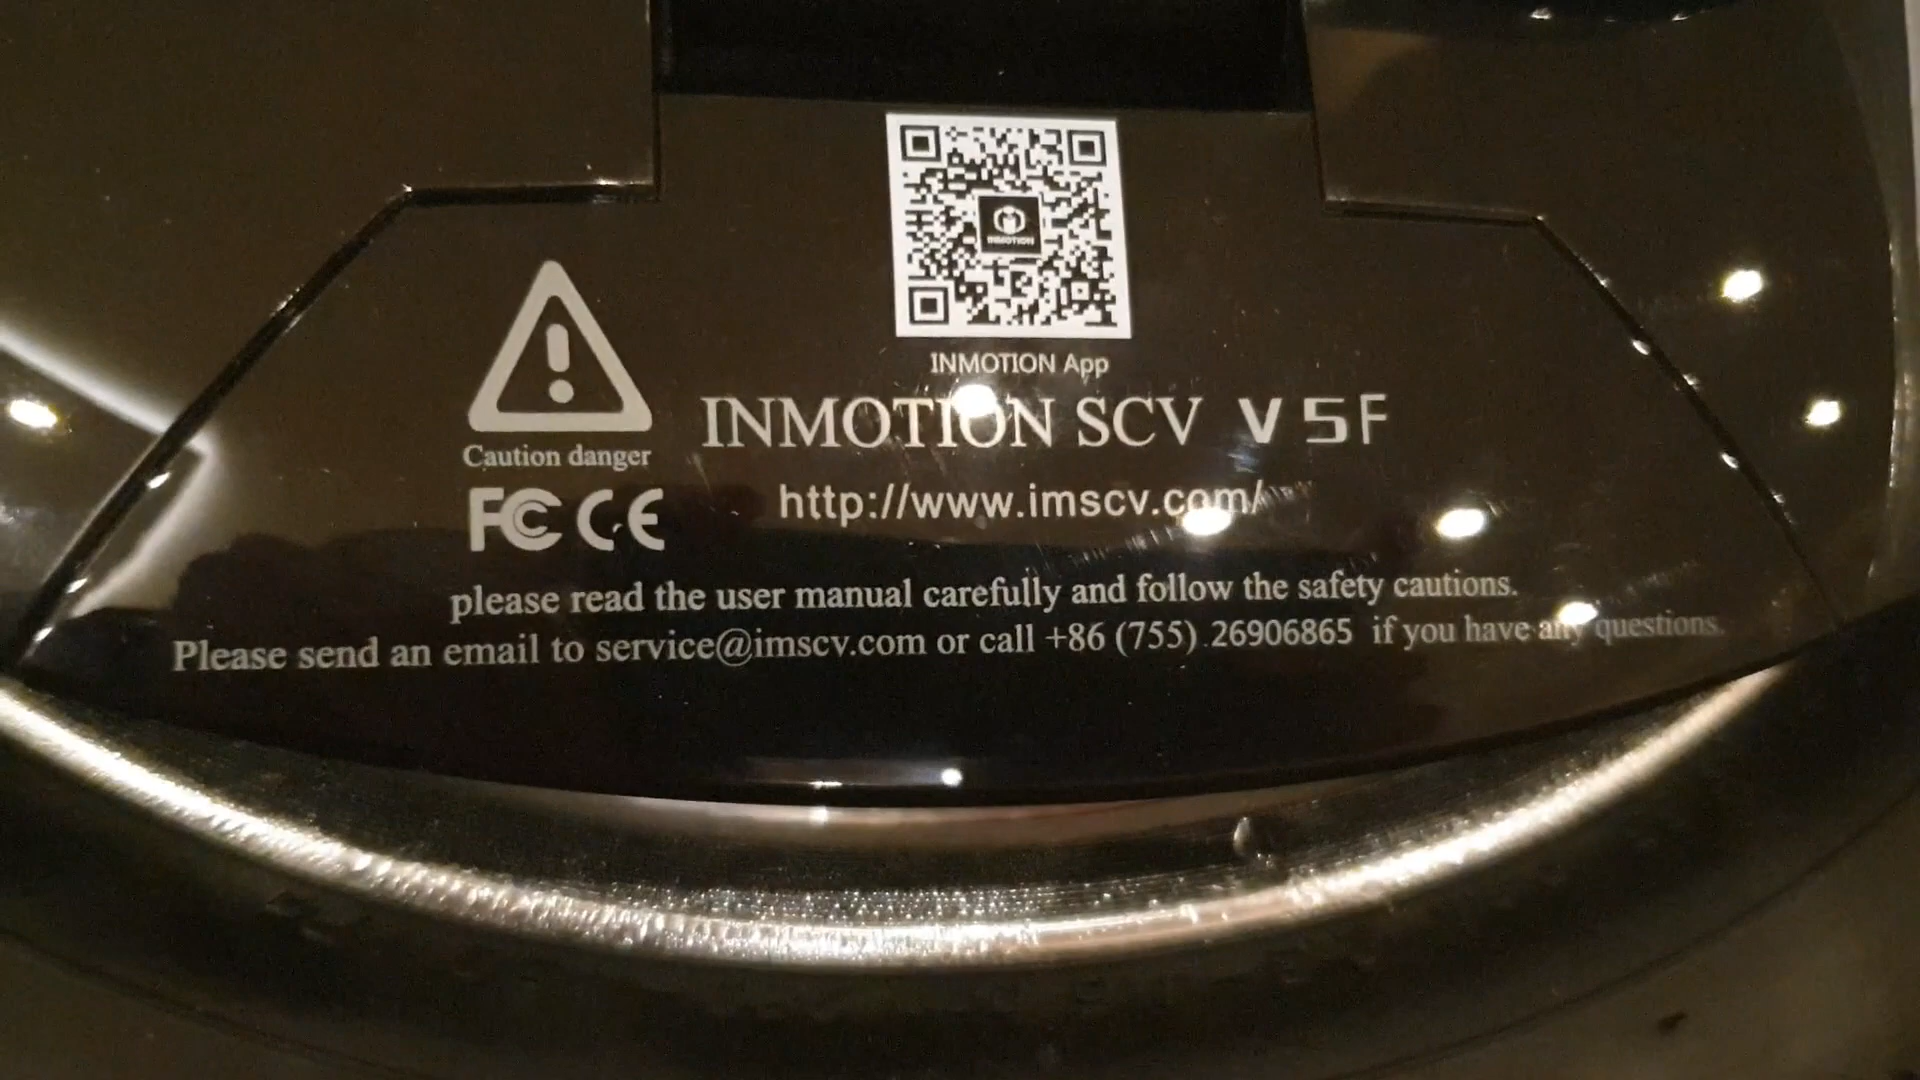 INMOTION
INMOTION App
INMOTION SCV V5F
Caution danger
FC CE
http://www.imscv.com/
please read the user manual carefully and follow the safety cautions.
Please send an email to service@imscv.com or call +86 (755) 26906865 if you have any questions.